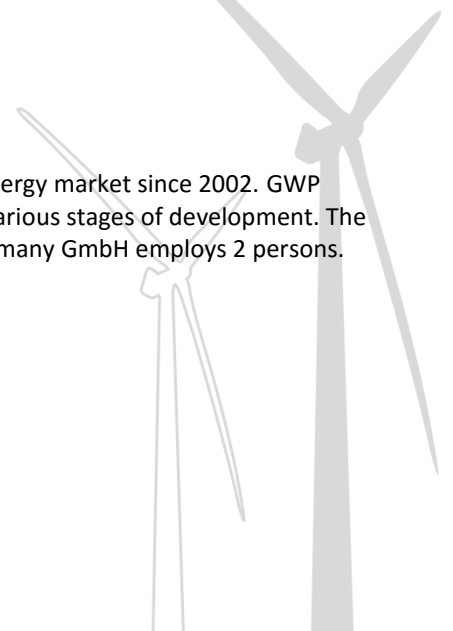 ergy market since 2002. GWP
arious stages of development. The
many GmbH employs 2 persons.